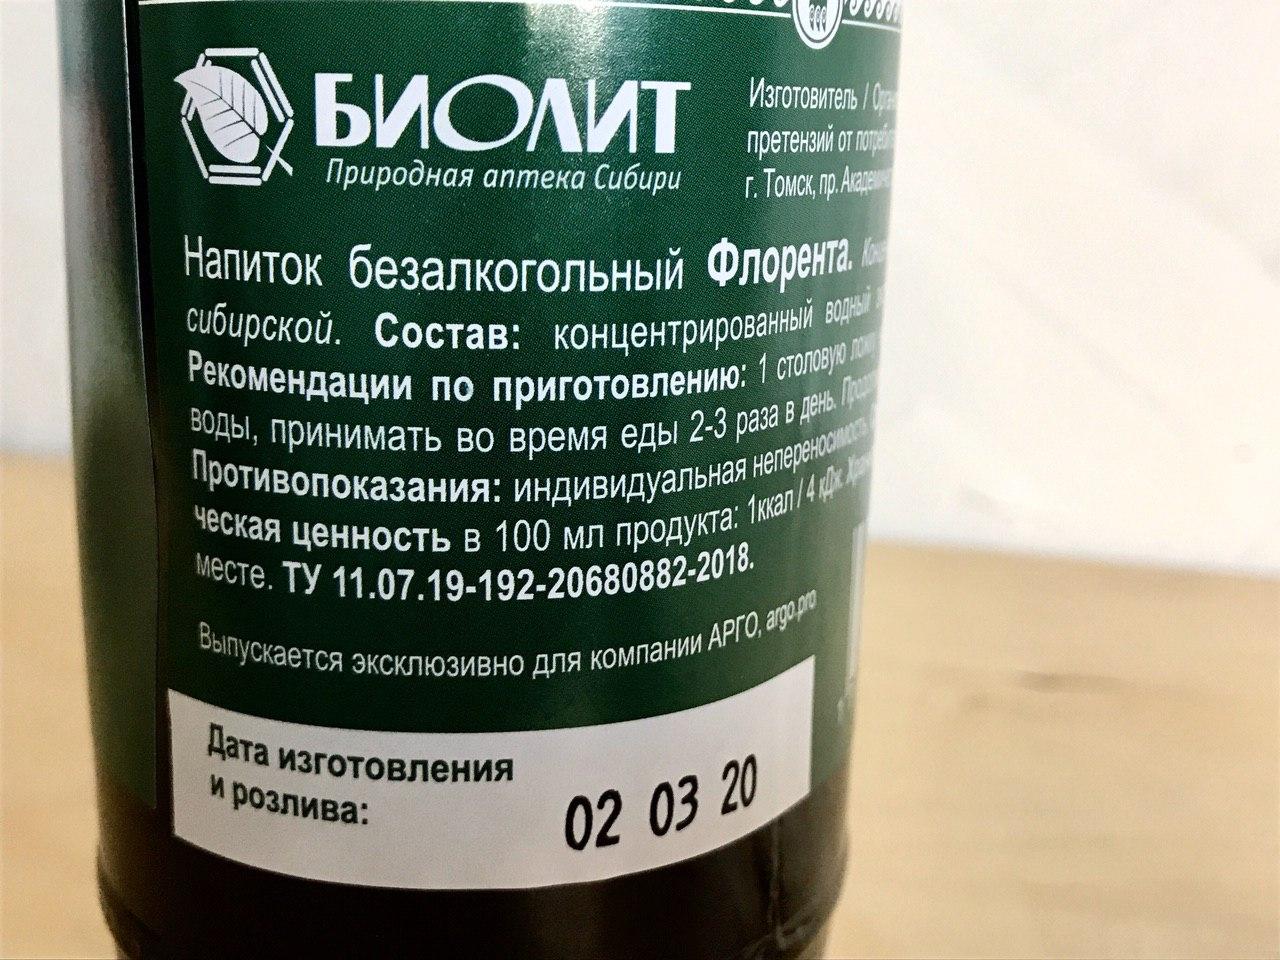 БИОЛИТ
Природная аптека Сибири
Изготовитель /
претензий от
г. Томск, пр.
Напиток безалкогольный Флорента.
сибирской. Состав: концентрированный водный
Рекомендации по приготовлению: 1 столовую
воды, принимать во время еды 2-3 раза в день.
Противопоказания: индивидуальная непереносимость
ческая ценность в 100 мл продукта: 1ккал / 4 кДж.
месте. ТУ 11.07.19-192-20680882-2018.
Выпускается эксклюзивно для компании АРГО, argo.pro
Дата изготовления
и розлива:
02 03 20